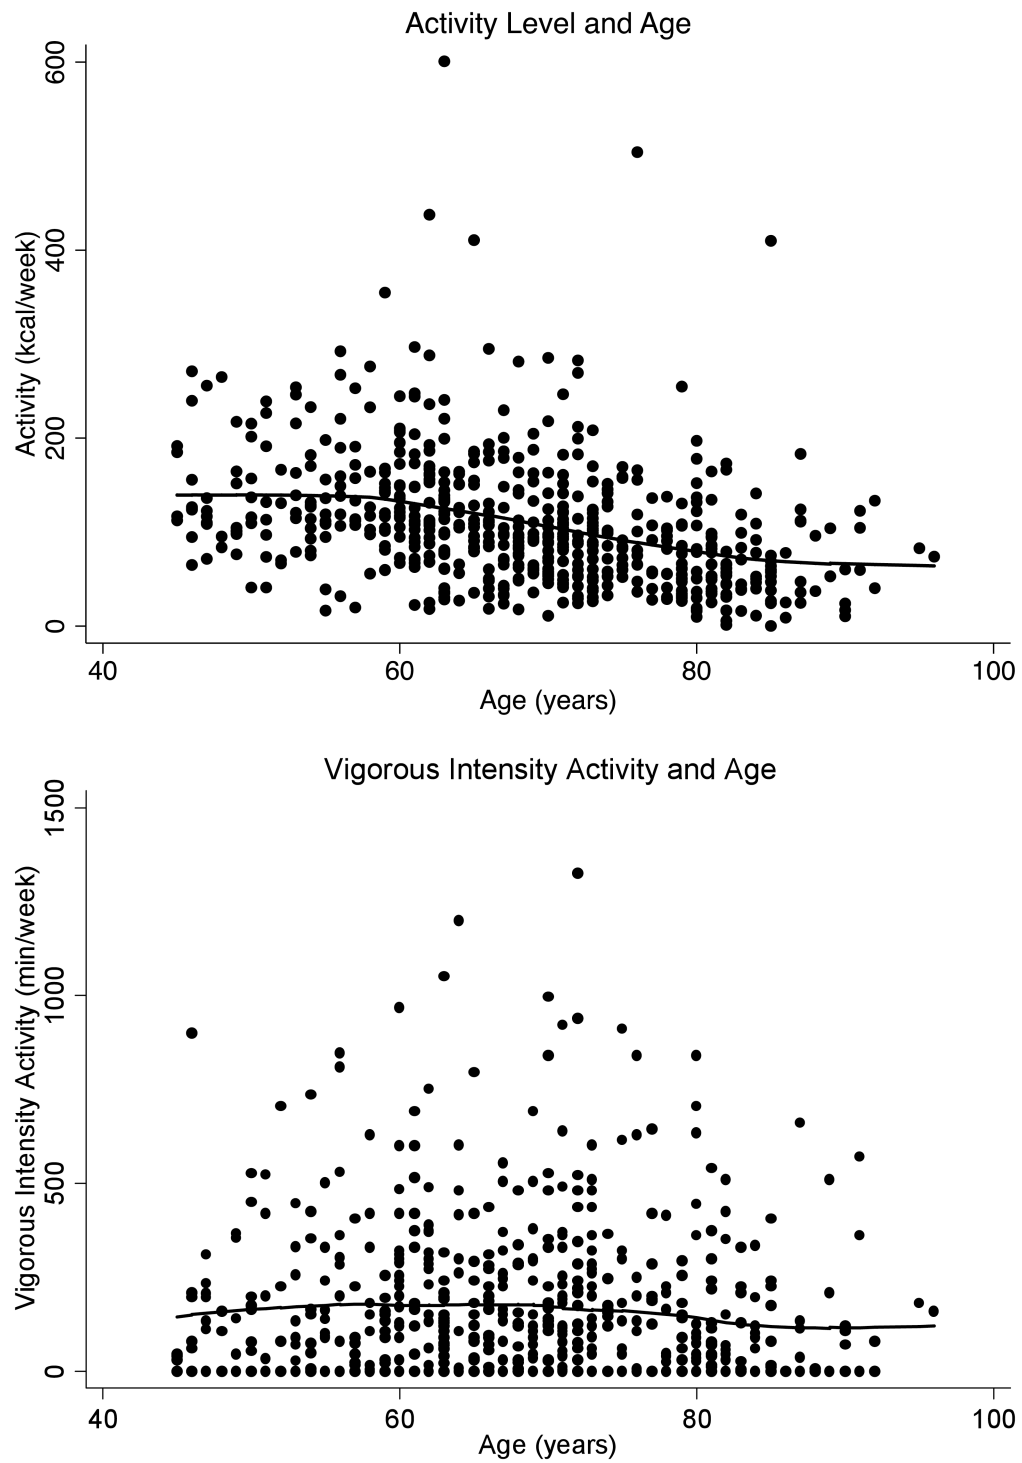 Activity Level and Age
Activity (kcal/week)
600
400
200
0
40 60 80 100
Age (years)
Vigorous Intensity Activity and Age
Vigorous Intensity Activity (min/week)
1500
1000
500
0
40 60 80 100
Age (years)